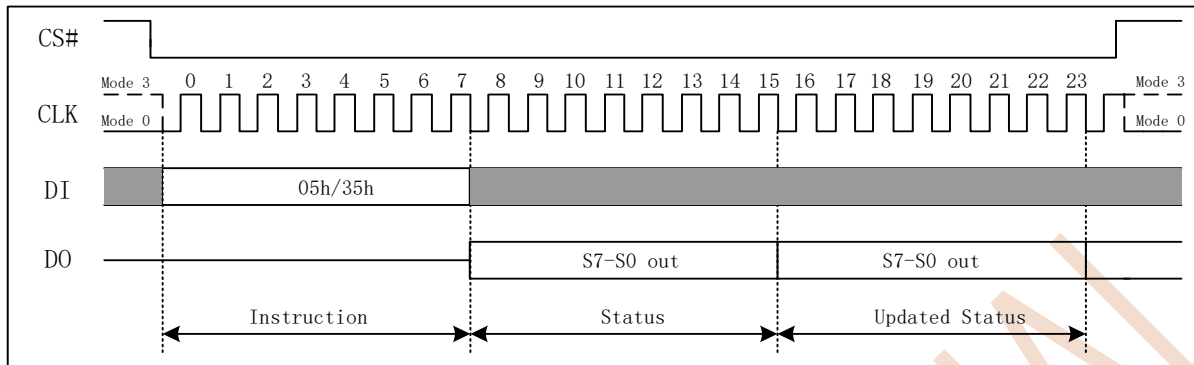 CS#
Mode 3 0 1 2 3 4 5 6 7 8 9 10 11 12 13 14 15 16 17 18 19 20 21 22 23 Mode 3
CLK
Mode 0 Mode 0
DI 05h/35h
DO S7-S0 out S7-S0 out
Instruction Status Updated Status